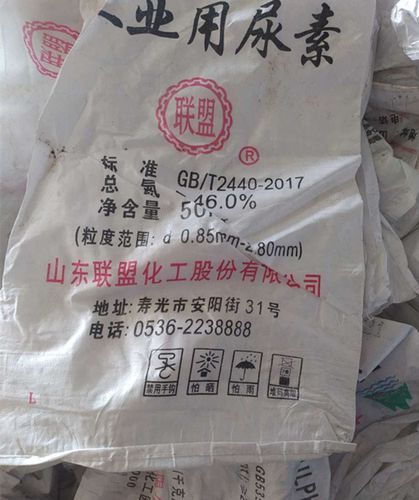 业用尿素
联盟
联盟
®
标准 GB/T2440-2017
总氮 46.0%
净含量 50
(粒度范围: d 0.85mm-2.80mm)
山东联盟化工股份有限公司
地址: 寿光市安阳街31号
电话: 0536-2238888
禁用手钩 怕晒 怕雨
L
GB53